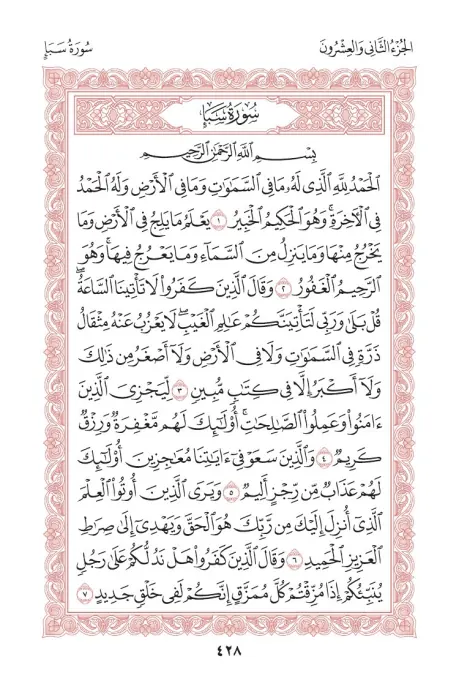 الجُزْءُ الثَّانِى وَالعِشْرُونَ
سُورَةُ سَبَإٍ
سُورَةُ سَبَإٍ
بِسْمِ ٱللَّهِ ٱلرَّحْمَٰنِ ٱلرَّحِيمِ
ٱلْحَمْدُ لِلَّهِ ٱلَّذِى لَهُۥ مَا فِى ٱلسَّمَٰوَٰتِ وَمَا فِى ٱلْأَرْضِ وَلَهُ ٱلْحَمْدُ
فِى ٱلْأَخِرَةِۚ وَهُوَ ٱلْحَكِيمُ ٱلْخَبِيرُ ١ يَعْلَمُ مَا يَلِجُ فِى ٱلْأَرْضِ وَمَا
يَخْرُجُ مِنْهَا وَمَا يَنزِلُ مِنَ ٱلسَّمَآءِ وَمَا يَعْرُجُ فِيهَاۚ وَهُوَ
ٱلرَّحِيمُ ٱلْغَفُورُ ٢ وَقَالَ ٱلَّذِينَ كَفَرُوا۟ لَا تَأْتِينَا ٱلسَّاعَةُۖ
قُلْ بَلَىٰ وَرَبِّى لَتَأْتِيَنَّكُمْ عَٰلِمِ ٱلْغَيْبِۖ لَا يَعْزُبُ عَنْهُ مِثْقَالُ
ذَرَّةٍ فِى ٱلسَّمَٰوَٰتِ وَلَا فِى ٱلْأَرْضِ وَلَآ أَصْغَرُ مِن ذَٰلِكَ
وَلَآ أَكْبَرُ إِلَّا فِى كِتَٰبٍ مُّبِينٍ ٣ لِّيَجْزِىَ ٱلَّذِينَ
ءَامَنُوا۟ وَعَمِلُوا۟ ٱلصَّٰلِحَٰتِۚ أُو۟لَٰٓئِكَ لَهُم مَّغْفِرَةٌ وَرِزْقٌ
كَرِيمٌ ٤ وَٱلَّذِينَ سَعَوْ فِىٓ ءَايَٰتِنَا مُعَٰجِزِينَ أُو۟لَٰٓئِكَ
لَهُمْ عَذَابٌ مِّن رِّجْزٍ أَلِيمٌ ٥ وَيَرَى ٱلَّذِينَ أُوتُوا۟ ٱلْعِلْمَ
ٱلَّذِىٓ أُنزِلَ إِلَيْكَ مِن رَّبِّكَ هُوَ ٱلْحَقَّ وَيَهْدِىٓ إِلَىٰ صِرَٰطِ
ٱلْعَزِيزِ ٱلْحَمِيدِ ٦ وَقَالَ ٱلَّذِينَ كَفَرُوا۟ هَلْ نَدُلُّكُمْ عَلَىٰ رَجُلٍ
يُنَبِّئُكُمْ إِذَا مُزِّقْتُمْ كُلَّ مُمَزَّقٍ إِنَّكُمْ لَفِى خَلْقٍ جَدِيدٍ ٧
٤٢٨